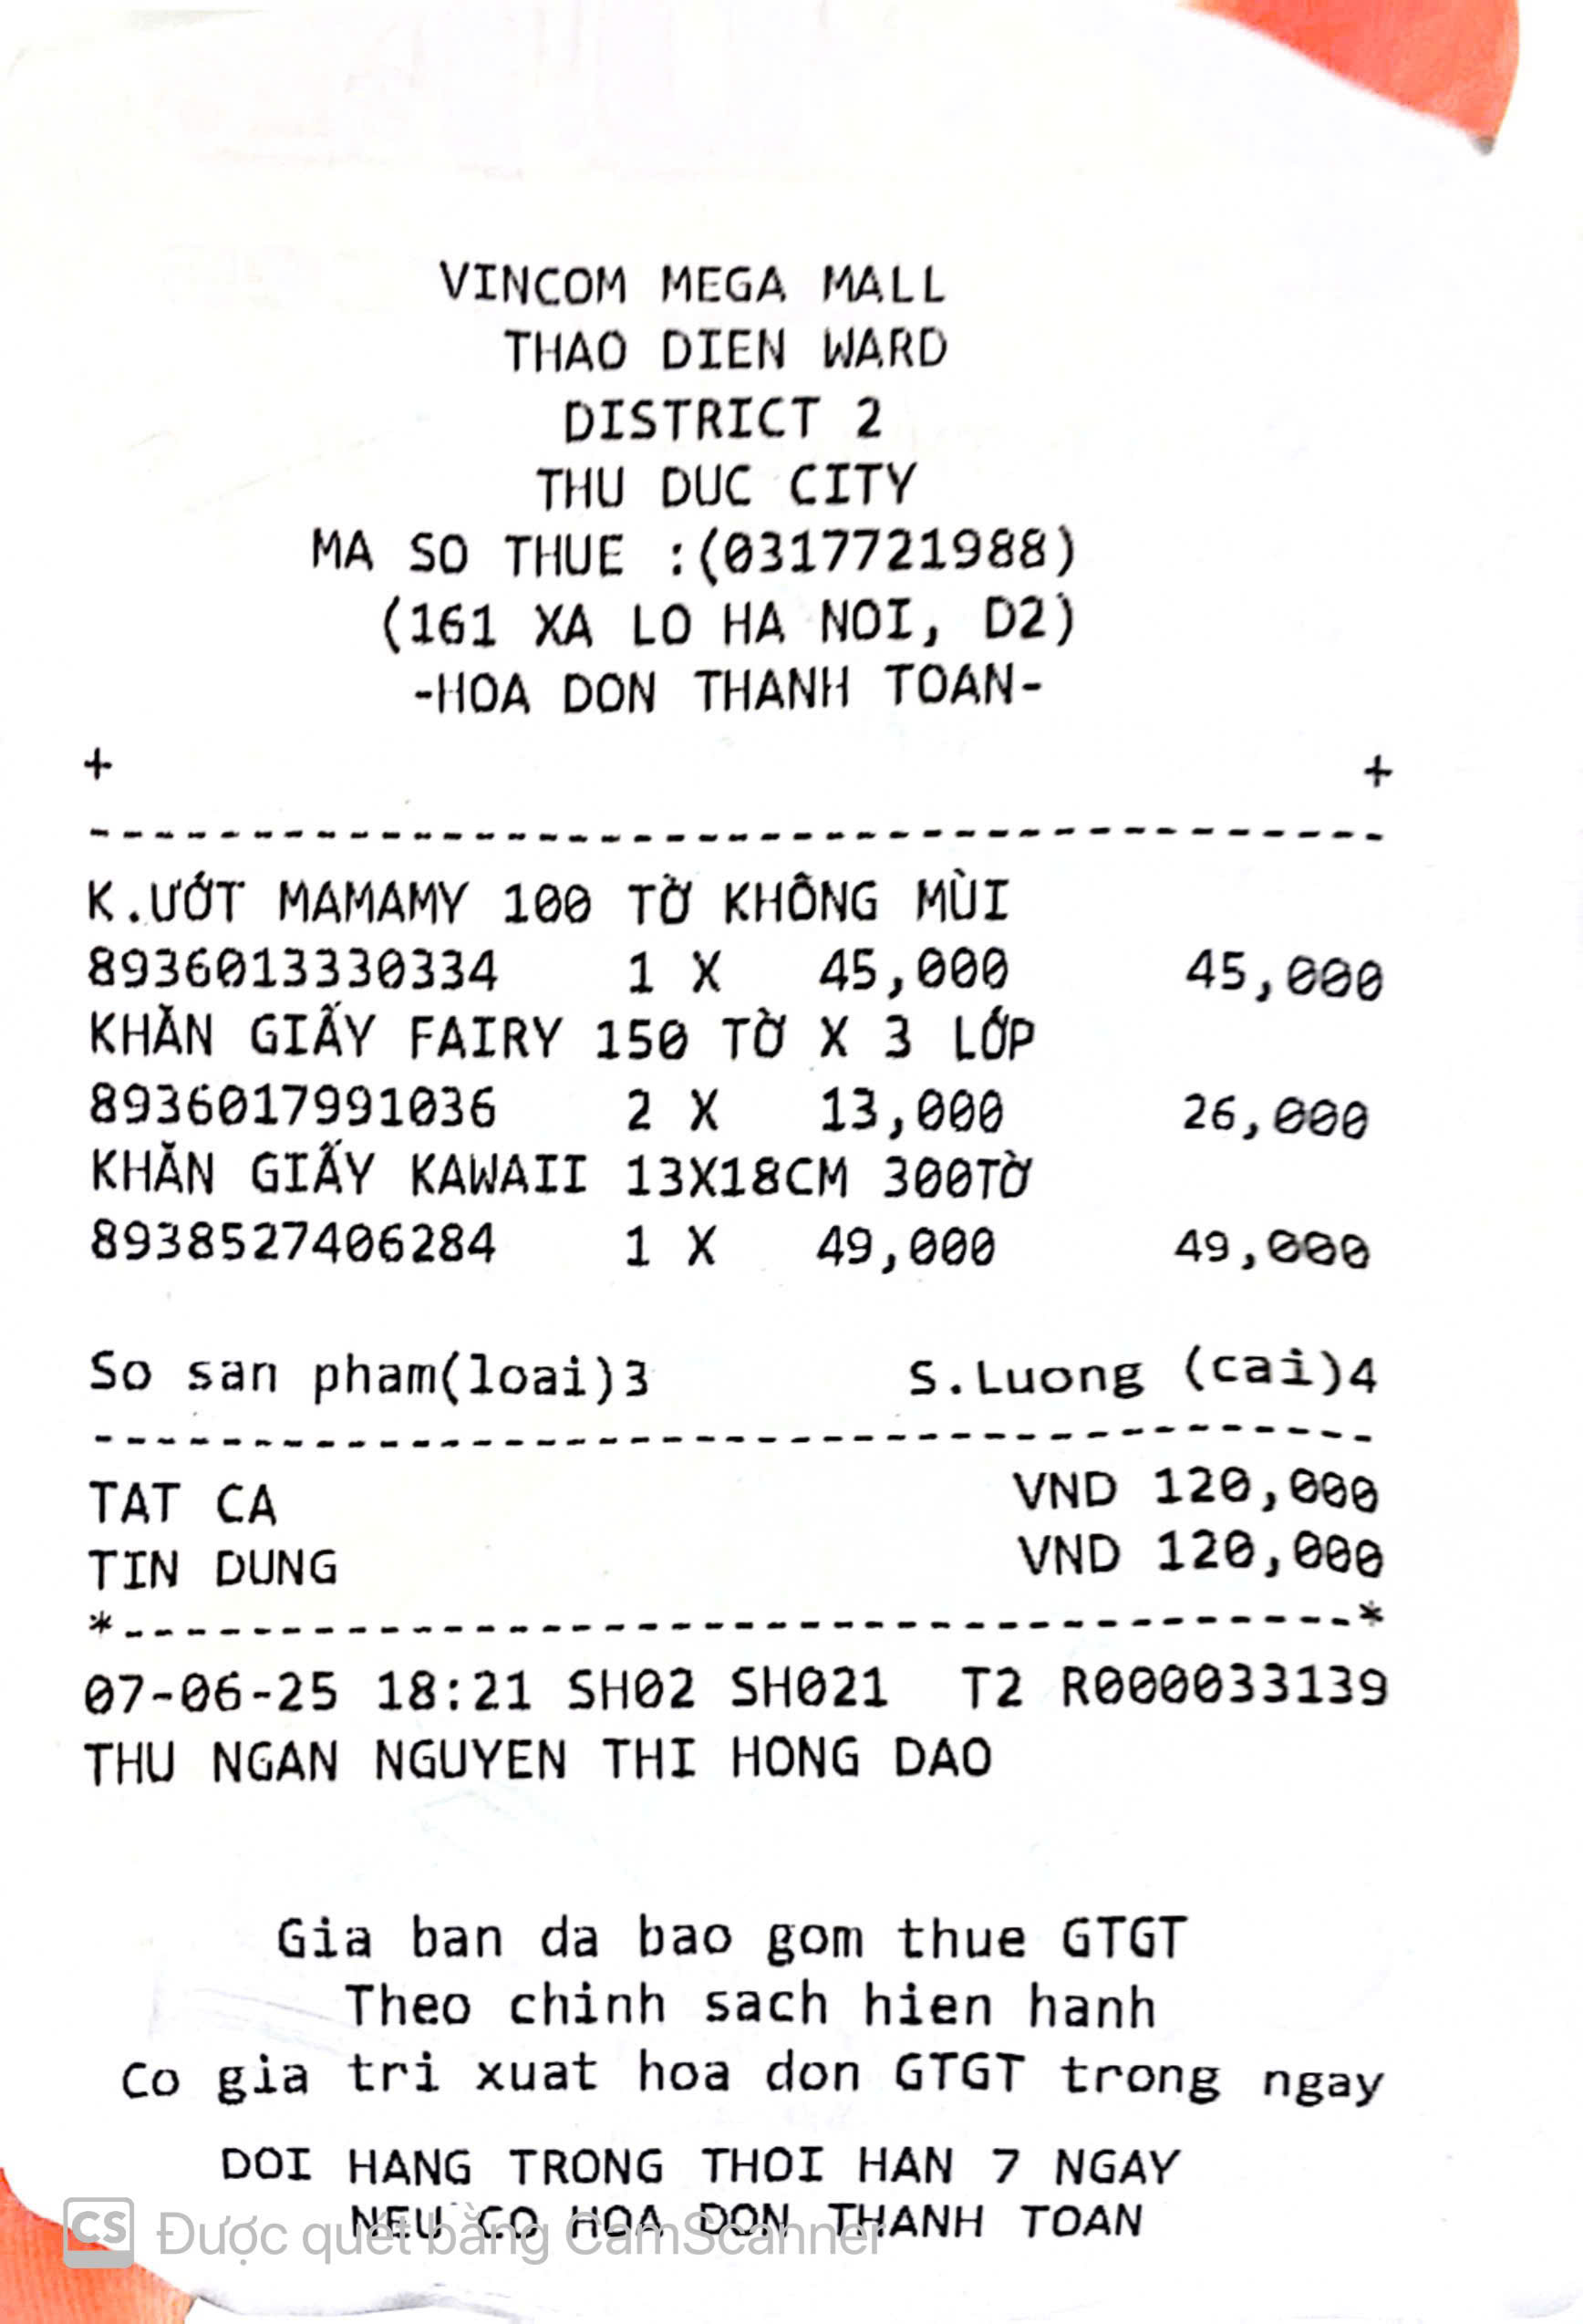 VINCOM MEGA MALL
THAO DIEN WARD
DISTRICT 2
THU DUC CITY
MA SO THUE :(0317721988)
(161 XA LO HA NOI, D2)
-HOA DON THANH TOAN-
+ +
-----------------------------------------
K.ƯỚT MAMAMY 100 TỜ KHÔNG MÙI
8936013330334 1 X 45,000 45,000
KHĂN GIẤY FAIRY 150 TỜ X 3 LỚP
8936017991036 2 X 13,000 26,000
KHĂN GIẤY KAWAII 13X18CM 300TỜ
8938527406284 1 X 49,000 49,000
So san pham(loai)3 S.Luong (cai)4
-----------------------------------------
TAT CA VND 120,000
TIN DUNG VND 120,000
*---------------------------------------*
07-06-25 18:21 SH02 SH021 T2 R000033139
THU NGAN NGUYEN THI HONG DAO
Gia ban da bao gom thue GTGT
Theo chinh sach hien hanh
Co gia tri xuat hoa don GTGT trong ngay
DOI HANG TRONG THOI HAN 7 NGAY
NEU CO HOA DON THANH TOAN
CS Được quét bằng CamScanner